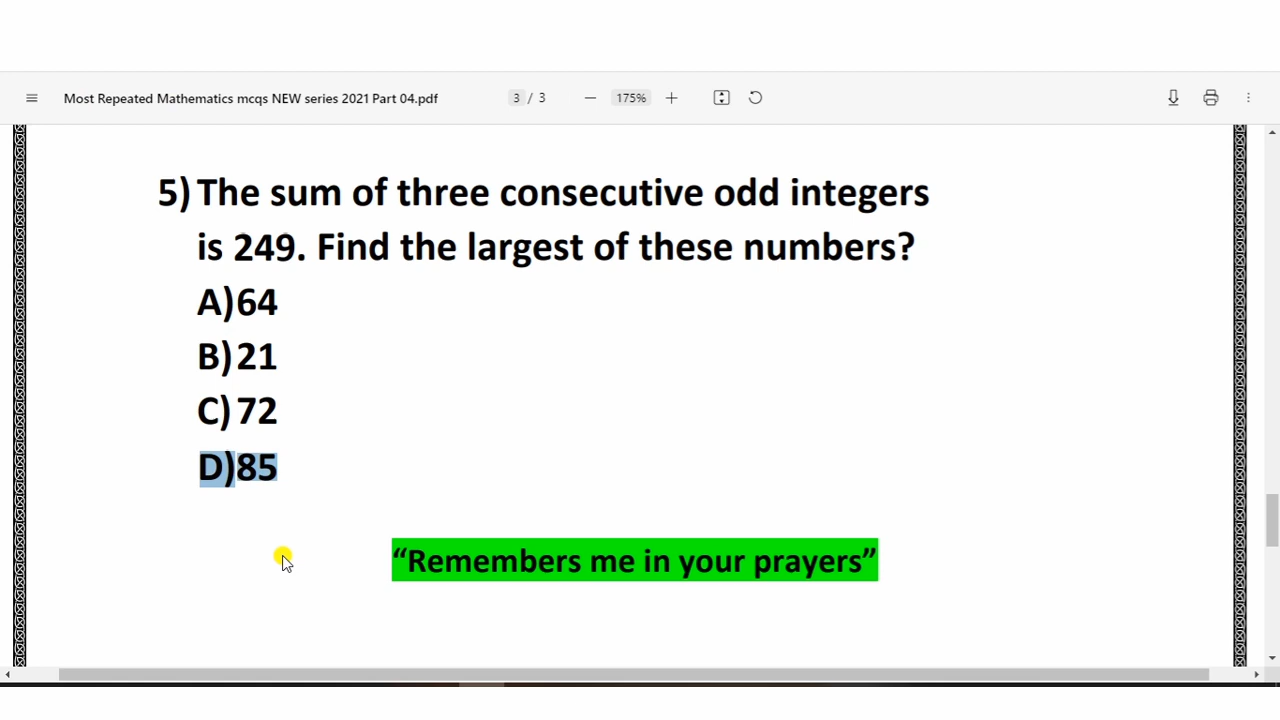 Most Repeated Mathematics mcqs NEW series 2021 Part 04.pdf 3 / 3 175%
5) The sum of three consecutive odd integers
is 249. Find the largest of these numbers?
A) 64
B) 21
C) 72
D) 85
“Remembers me in your prayers”